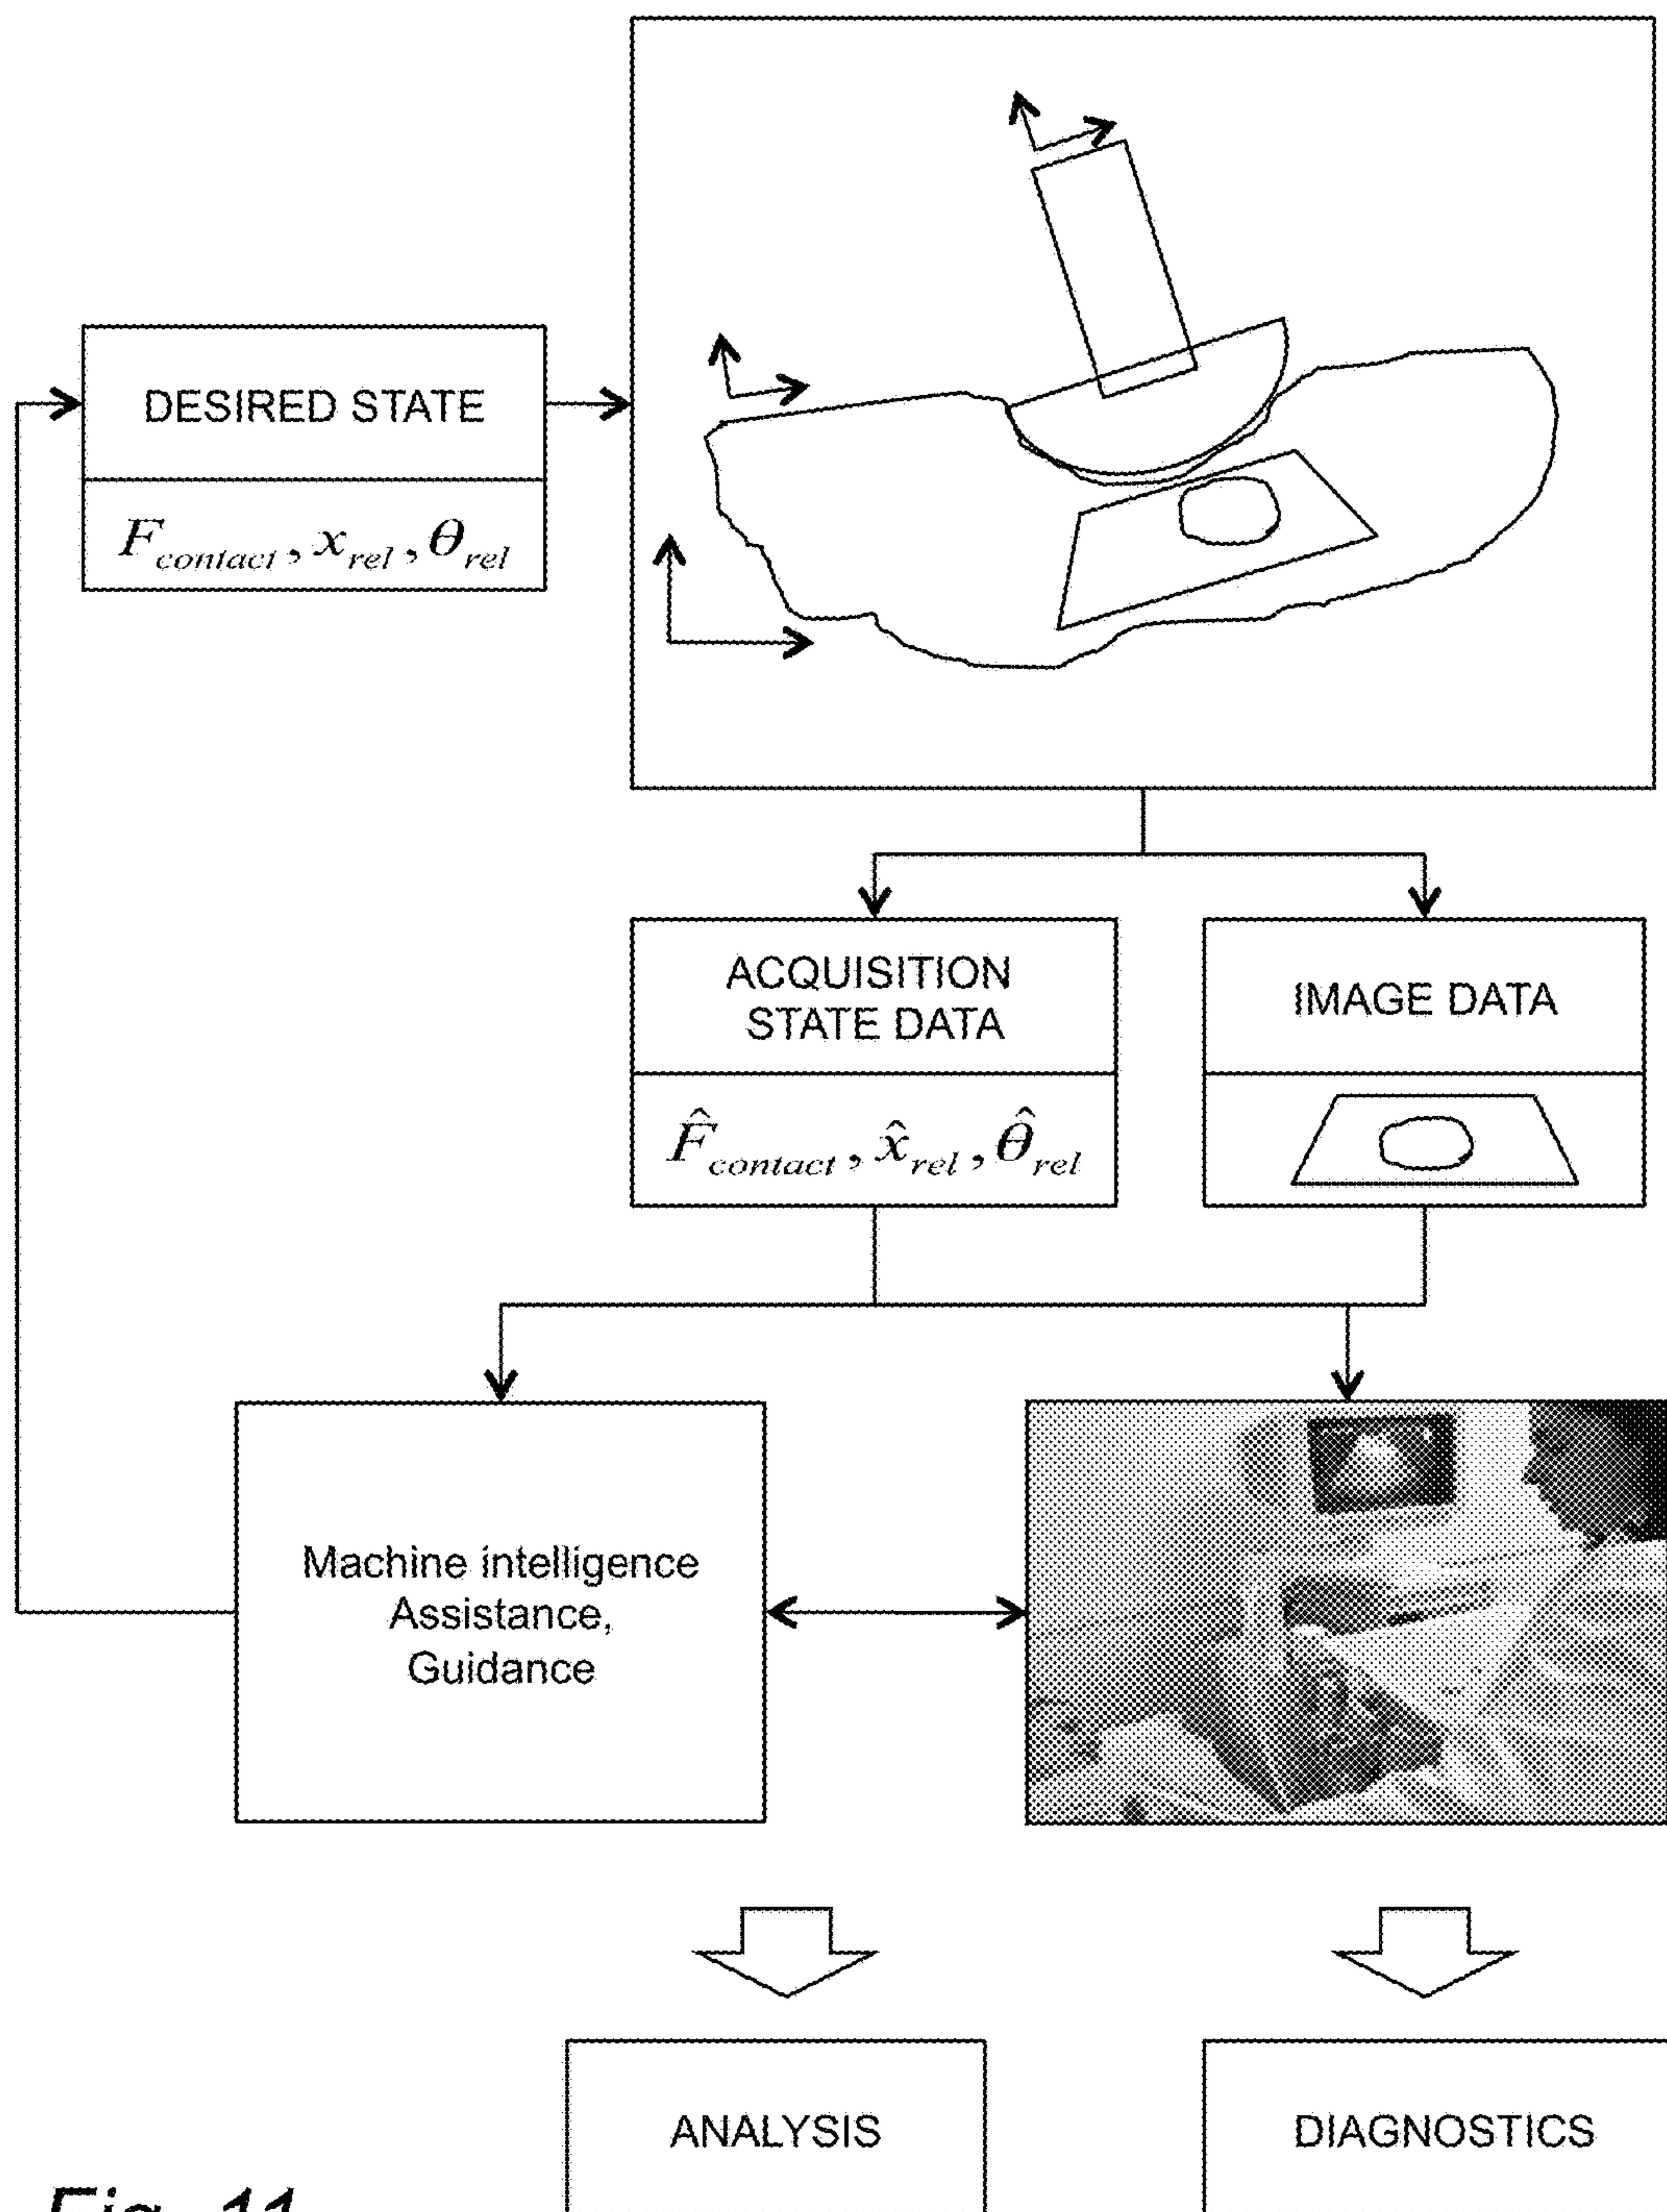 DESIRED STATE
F_contact, x_rel, θ_rel
ACQUISITION
STATE DATA
F̂_contact, x̂_rel, θ̂_rel
IMAGE DATA
Machine intelligence
Assistance,
Guidance
ANALYSIS
DIAGNOSTICS
Fig. 11